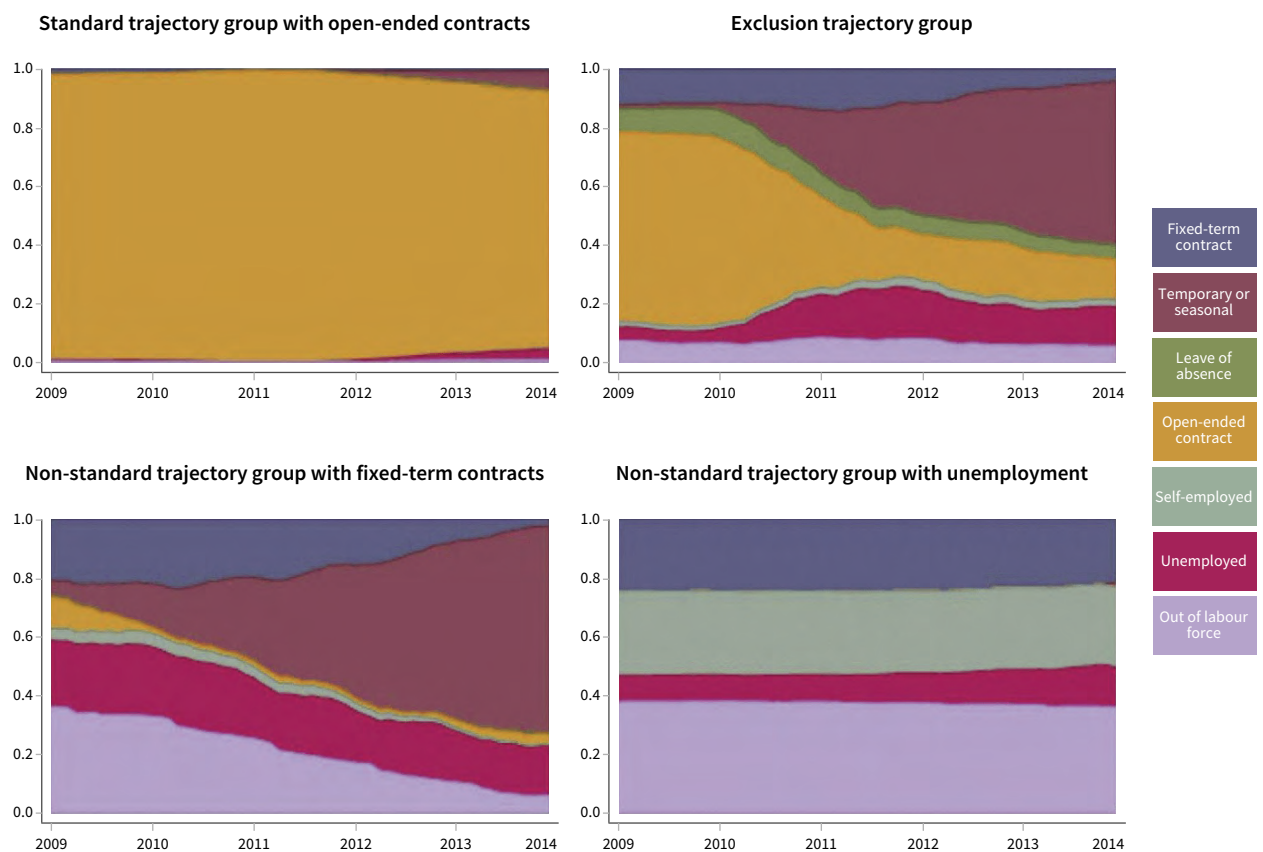 Standard trajectory group with open-ended contracts
Exclusion trajectory group
1.0
0.8
0.6
0.4
0.2
0.0
2009 2010 2011 2012 2013 2014
1.0
0.8
0.6
0.4
0.2
0.0
2009 2010 2011 2012 2013 2014
Non-standard trajectory group with fixed-term contracts
Non-standard trajectory group with unemployment
1.0
0.8
0.6
0.4
0.2
0.0
2009 2010 2011 2012 2013 2014
1.0
0.8
0.6
0.4
0.2
0.0
2009 2010 2011 2012 2013 2014
Fixed-term
contract
Temporary or
seasonal
Leave of
absence
Open-ended
contract
Self-employed
Unemployed
Out of labour
force